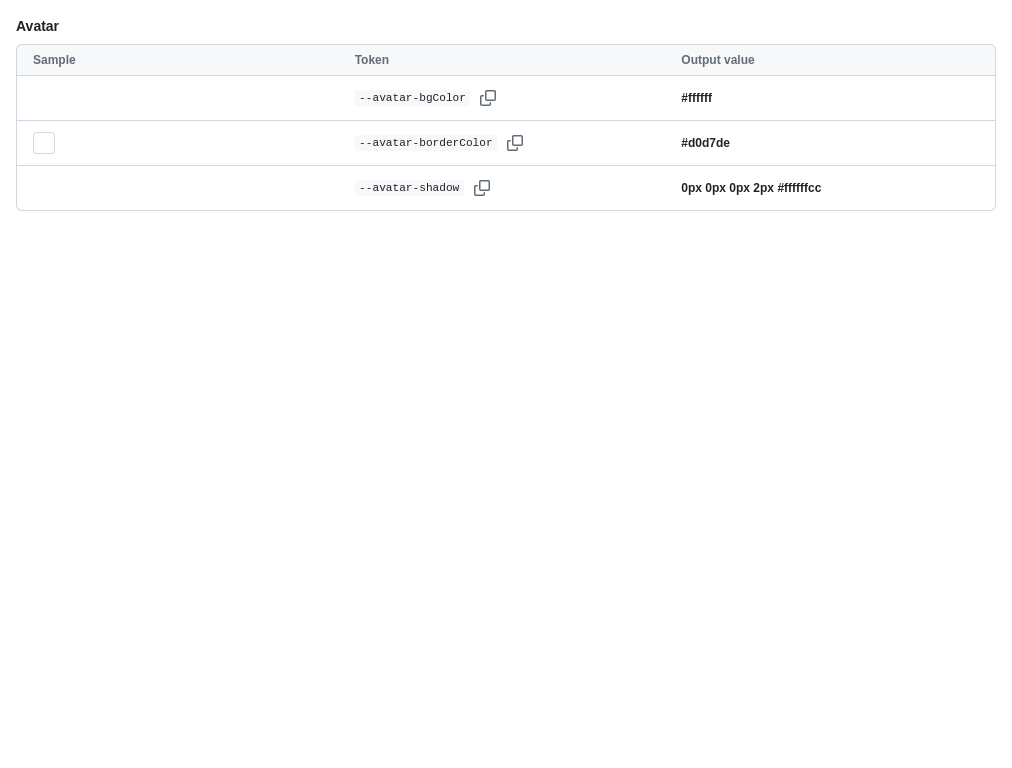 Avatar
Sample Token Output value
--avatar-bgColor #ffffff
--avatar-borderColor #d0d7de
--avatar-shadow 0px 0px 0px 2px #ffffffcc